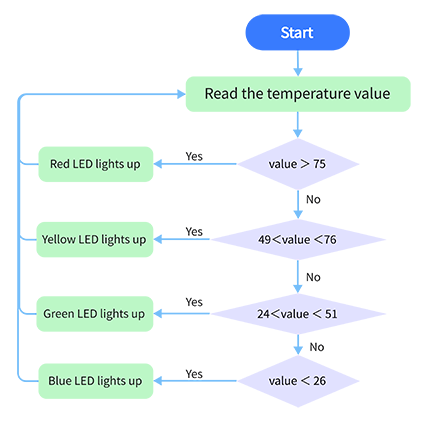 Start
Read the temperature value
Red LED lights up
Yes
value > 75
No
Yellow LED lights up
Yes
49<value <76
No
Green LED lights up
Yes
24<value < 51
No
Blue LED lights up
Yes
value < 26